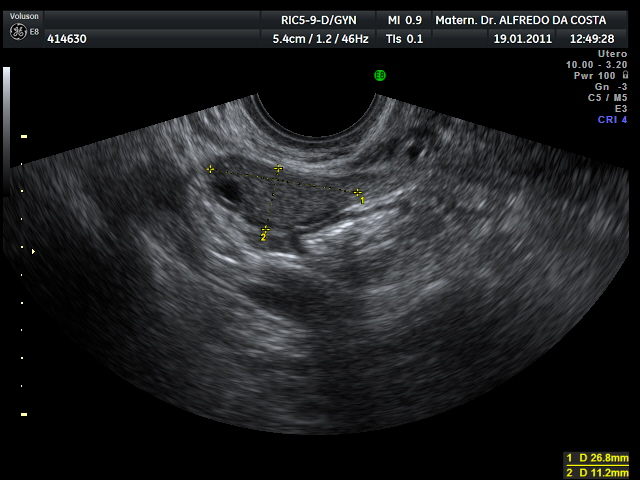 Voluson
E8
RIC5-9-D/GYN
MI 0.9
Matern. Dr. ALFREDO DA COSTA
414630
5.4cm / 1.2 / 46Hz
TIs 0.1
19.01.2011
12:49:28
Utero
10.00 - 3.20
Pwr 100
Gn -3
C5 / M5
E3
CRI 4
E8
1
2
1 D 26.8mm
2 D 11.2mm